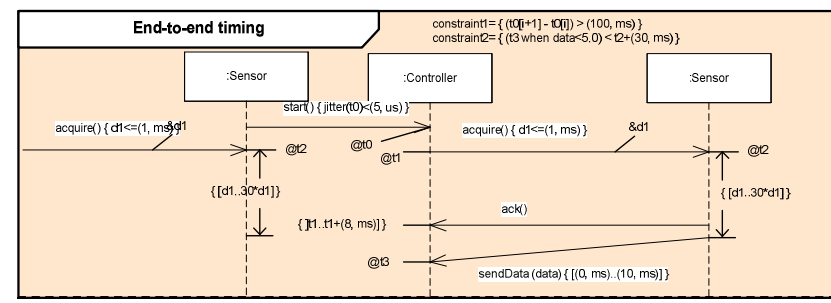 End-to-end timing
constraint1= { (t0[i+1] - t0[i]) > (100, ms) }
constraint2= { (t3 when data<5.0) < t2+(30, ms) }
:Sensor
:Controller
:Sensor
start() { jitter(t0)<(5, us) }
acquire() { d1<=(1, ms) }
&d1
@t0
acquire() { d1<=(1, ms) }
&d1
@t2
@t1
@t2
{ [d1..30*d1] }
{ [d1..30*d1] }
ack()
{ ]t1..t1+(8, ms)] }
@t3
sendData (data) { [(0, ms)..(10, ms)] }